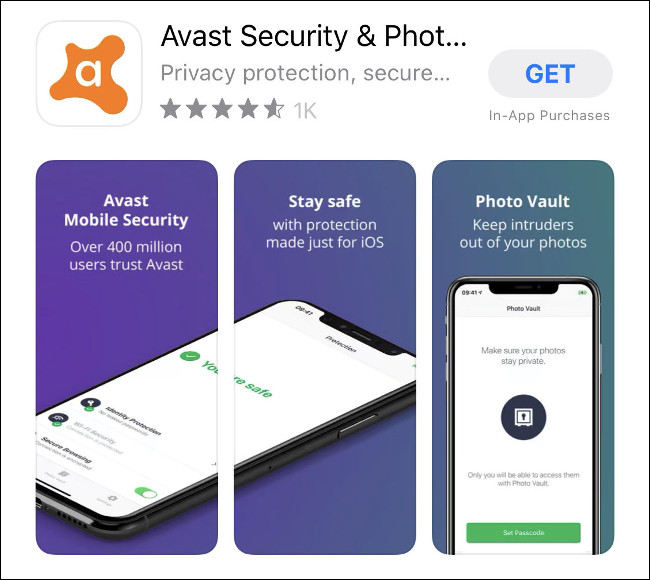 a
Avast Security & Phot...
Privacy protection, secure...
1K
GET
In-App Purchases
Avast
Mobile Security
Over 400 million
users trust Avast
You're safe
Identity Protection
Wi-Fi Security
Secure Browsing
Stay safe
with protection
made just for iOS
09:41
Protection
Photo Vault
Keep intruders
out of your photos
09:41
Photo Vault
Make sure your photos
stay private.
Only you will be able to access them
with Photo Vault.
Set Passcode